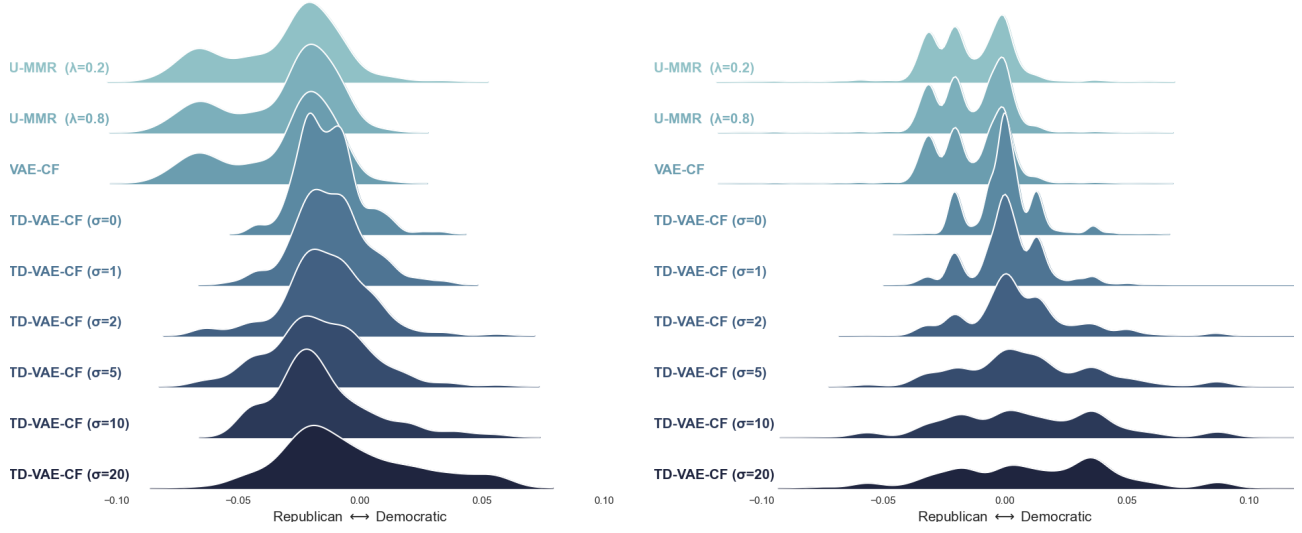 U-MMR (λ=0.2)
U-MMR (λ=0.8)
VAE-CF
TD-VAE-CF (σ=0)
TD-VAE-CF (σ=1)
TD-VAE-CF (σ=2)
TD-VAE-CF (σ=5)
TD-VAE-CF (σ=10)
TD-VAE-CF (σ=20)
−0.10 −0.05 0.00 0.05 0.10
Republican ⟷ Democratic
U-MMR (λ=0.2)
U-MMR (λ=0.8)
VAE-CF
TD-VAE-CF (σ=0)
TD-VAE-CF (σ=1)
TD-VAE-CF (σ=2)
TD-VAE-CF (σ=5)
TD-VAE-CF (σ=10)
TD-VAE-CF (σ=20)
−0.10 −0.05 0.00 0.05 0.10
Republican ⟷ Democratic